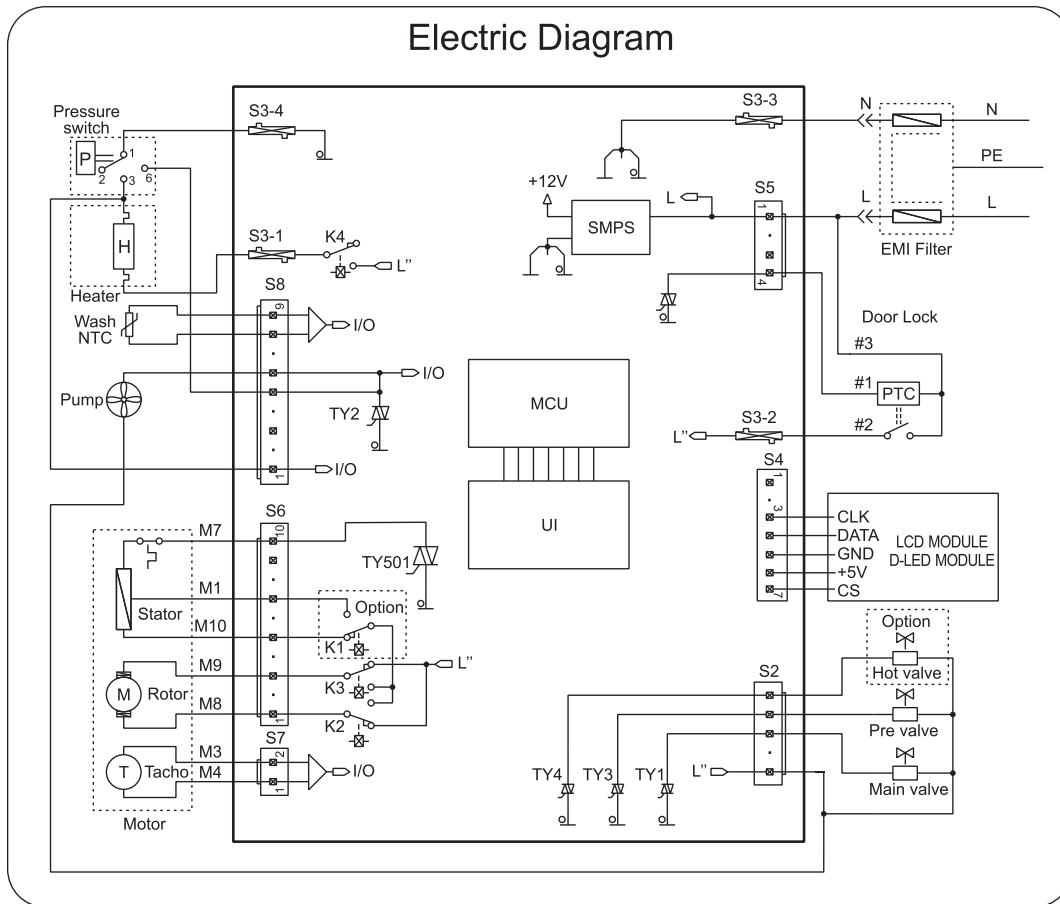 Electric Diagram
Pressure
switch
P
1
2
3
6
S3-4
S3-3
N
N
PE
L
L
EMI Filter
+12V
L
SMPS
S5
1
4
H
Heater
S3-1
K4
L’’
S8
9
1
Wash
NTC
I/O
Pump
I/O
TY2
I/O
MCU
UI
Door Lock
#3
#1
PTC
#2
S3-2
L’’
S4
1
3
7
CLK
DATA
GND
+5V
CS
LCD MODULE
D-LED MODULE
S6
10
1
M7
M1
M10
M9
M8
Stator
M
Rotor
TY501
Option
K1
K3
K2
L’’
S7
2
1
M3
M4
T
Tacho
I/O
Motor
Option
Hot valve
Pre valve
Main valve
S2
1
TY4
TY3
TY1
L’’